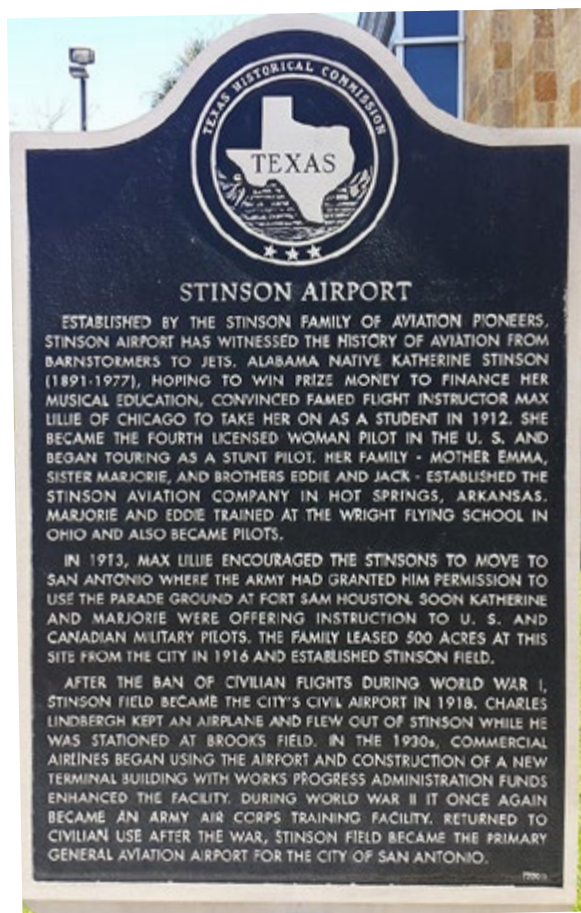 TEXAS HISTORICAL COMMISSION
TEXAS
STINSON AIRPORT
ESTABLISHED BY THE STINSON FAMILY OF AVIATION PIONEERS,
STINSON AIRPORT HAS WITNESSED THE HISTORY OF AVIATION FROM
BARNSTORMERS TO JETS. ALABAMA NATIVE KATHERINE STINSON
(1891-1977), HOPING TO WIN PRIZE MONEY TO FINANCE HER
MUSICAL EDUCATION, CONVINCED FAMED FLIGHT INSTRUCTOR MAX
LILLIE OF CHICAGO TO TAKE HER ON AS A STUDENT IN 1912. SHE
BECAME THE FOURTH LICENSED WOMAN PILOT IN THE U. S. AND
BEGAN TOURING AS A STUNT PILOT. HER FAMILY - MOTHER EMMA,
SISTER MARJORIE, AND BROTHERS EDDIE AND JACK - ESTABLISHED THE
STINSON AVIATION COMPANY IN HOT SPRINGS, ARKANSAS.
MARJORIE AND EDDIE TRAINED AT THE WRIGHT FLYING SCHOOL IN
OHIO AND ALSO BECAME PILOTS.
IN 1913, MAX LILLIE ENCOURAGED THE STINSONS TO MOVE TO
SAN ANTONIO WHERE THE ARMY HAD GRANTED HIM PERMISSION TO
USE THE PARADE GROUND AT FORT SAM HOUSTON. SOON KATHERINE
AND MARJORIE WERE OFFERING INSTRUCTION TO U. S. AND
CANADIAN MILITARY PILOTS. THE FAMILY LEASED 500 ACRES AT THIS
SITE FROM THE CITY IN 1916 AND ESTABLISHED STINSON FIELD.
AFTER THE BAN OF CIVILIAN FLIGHTS DURING WORLD WAR I,
STINSON FIELD BECAME THE CITY'S CIVIL AIRPORT IN 1918. CHARLES
LINDBERGH KEPT AN AIRPLANE AND FLEW OUT OF STINSON WHILE HE
WAS STATIONED AT BROOKS FIELD. IN THE 1930s, COMMERCIAL
AIRLINES BEGAN USING THE AIRPORT AND CONSTRUCTION OF A NEW
TERMINAL BUILDING WITH WORKS PROGRESS ADMINISTRATION FUNDS
ENHANCED THE FACILITY. DURING WORLD WAR II IT ONCE AGAIN
BECAME AN ARMY AIR CORPS TRAINING FACILITY. RETURNED TO
CIVILIAN USE AFTER THE WAR, STINSON FIELD BECAME THE PRIMARY
GENERAL AVIATION AIRPORT FOR THE CITY OF SAN ANTONIO.